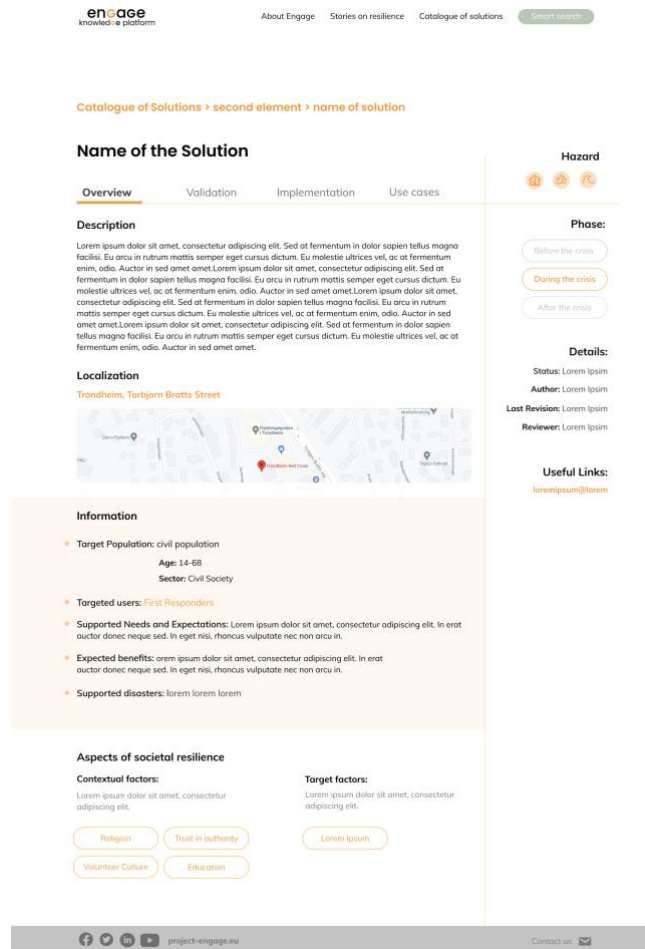 engage
knowledge platform
About Engage Stories on resilience Catalogue of solutions Smart search
Catalogue of Solutions > second element > name of solution
Name of the Solution
Overview Validation Implementation Use cases
Description
Lorem ipsum dolor sit amet, consectetur adipiscing elit. Sed at fermentum in dolor sapien tellus magna
facilisi. Eu arcu in rutrum mattis semper eget cursus dictum. Eu molestie ultrices vel, ac at fermentum
enim, odio. Auctor in sed amet amet.Lorem ipsum dolor sit amet, consectetur adipiscing elit. Sed at
fermentum in dolor sapien tellus magna facilisi. Eu arcu in rutrum mattis semper eget cursus dictum. Eu
molestie ultrices vel, ac at fermentum enim, odio. Auctor in sed amet amet.Lorem ipsum dolor sit amet,
consectetur adipiscing elit. Sed at fermentum in dolor sapien tellus magna facilisi. Eu arcu in rutrum
mattis semper eget cursus dictum. Eu molestie ultrices vel, ac at fermentum enim, odio. Auctor in sed
amet amet.Lorem ipsum dolor sit amet, consectetur adipiscing elit. Sed at fermentum in dolor sapien
tellus magna facilisi. Eu arcu in rutrum mattis semper eget cursus dictum. Eu molestie ultrices vel, ac at
fermentum enim, odio. Auctor in sed amet amet.
Localization
Trondheim, Torbjorn Bratts Street
Trondheim Red Cross
Information
Target Population: civil population
Age: 14-68
Sector: Civil Society
Targeted users: First Responders
Supported Needs and Expectations: Lorem ipsum dolor sit amet, consectetur adipiscing elit. In erat
auctor donec neque sed. In eget nisi, rhoncus vulputate nec non arcu in.
Expected benefits: orem ipsum dolor sit amet, consectetur adipiscing elit. In erat
auctor donec neque sed. In eget nisi, rhoncus vulputate nec non arcu in.
Supported disasters: lorem lorem lorem
Aspects of societal resilience
Contextual factors:
Lorem ipsum dolor sit amet, consectetur
adipiscing elit.
Religion Trust in authority
Volunteer Culture Education
Target factors:
Lorem ipsum dolor sit amet, consectetur
adipiscing elit.
Lorem Ipsum
Hazard
Phase:
Before the crisis
During the crisis
After the crisis
Details:
Status: Lorem Ipsim
Author: Lorem Ipsim
Last Revision: Lorem Ipsim
Reviewer: Lorem Ipsim
Useful Links:
loremipsum@lorem
project-engage.eu
Contact us